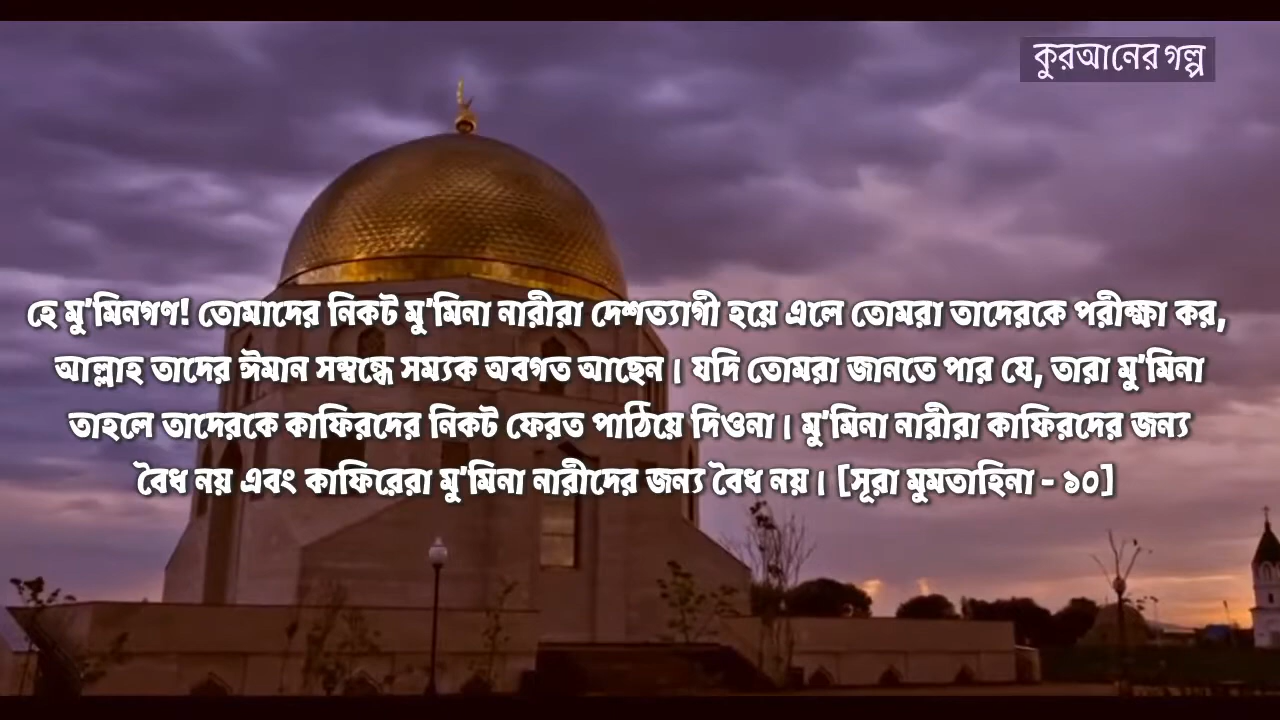 কুরআনের গল্প
হে মু'মিনগণ! তোমাদের নিকট মু'মিনা নারীরা দেশত্যাগী হয়ে এলে তোমরা তাদেরকে পরীক্ষা কর,
আল্লাহ তাদের ঈমান সম্বন্ধে সম্যক অবগত আছেন। যদি তোমরা জানতে পার যে, তারা মু'মিনা
তাহলে তাদেরকে কাফিরদের নিকট ফেরত পাঠিয়ে দিওনা। মু'মিনা নারীরা কাফিরদের জন্য
বৈধ নয় এবং কাফিরেরা মু'মিনা নারীদের জন্য বৈধ নয়। [সূরা মুমতাহিনা - ১০]